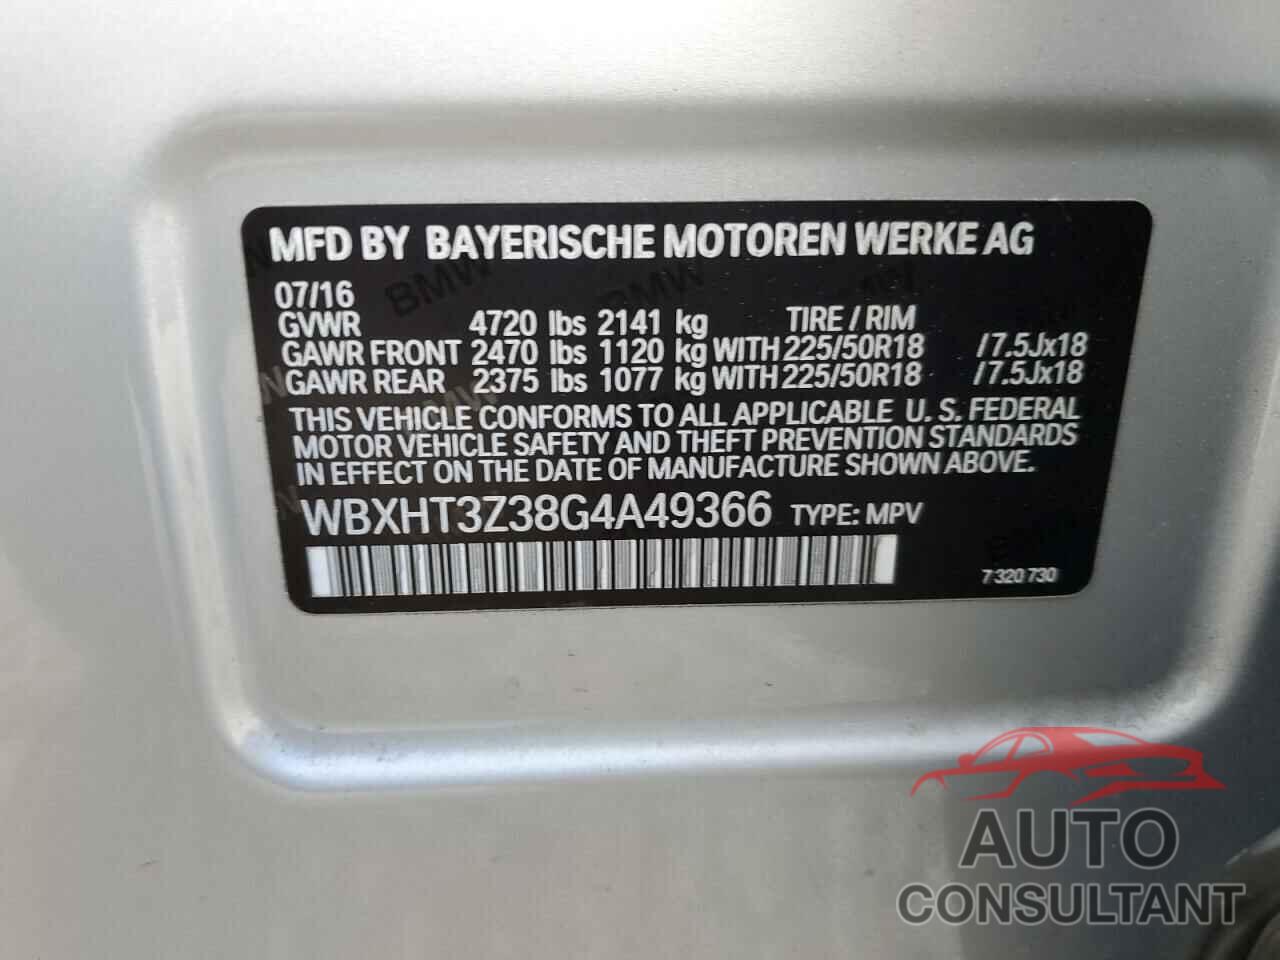 MFD BY BAYERISCHE MOTOREN WERKE AG
07/16
GVWR 4720 lbs 2141 kg TIRE / RIM
GAWR FRONT 2470 lbs 1120 kg WITH 225/50R18 /7.5Jx18
GAWR REAR 2375 lbs 1077 kg WITH 225/50R18 /7.5Jx18
THIS VEHICLE CONFORMS TO ALL APPLICABLE U. S. FEDERAL
MOTOR VEHICLE SAFETY AND THEFT PREVENTION STANDARDS
IN EFFECT ON THE DATE OF MANUFACTURE SHOWN ABOVE.
WBXHT3Z38G4A49366 TYPE: MPV
7 320 730
AUTO
CONSULTANT